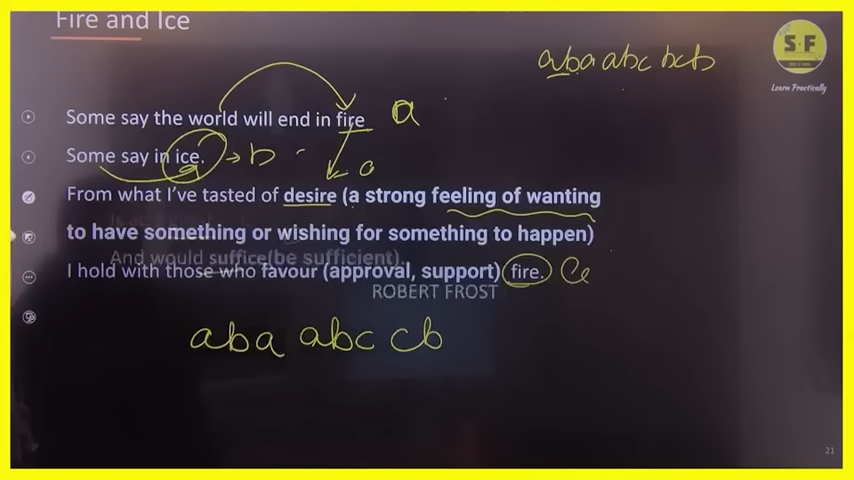 Fire and Ice
S·F
Learn Practically
aba abc bcb
Some say the world will end in fire a
Some say in ice. a → b -
a
From what I've tasted of desire (a strong feeling of wanting
to have something or wishing for something to happen)
And would suffice(be sufficient).
I hold with those who favour (approval, support) fire.
ROBERT FROST
aba abc cb
21